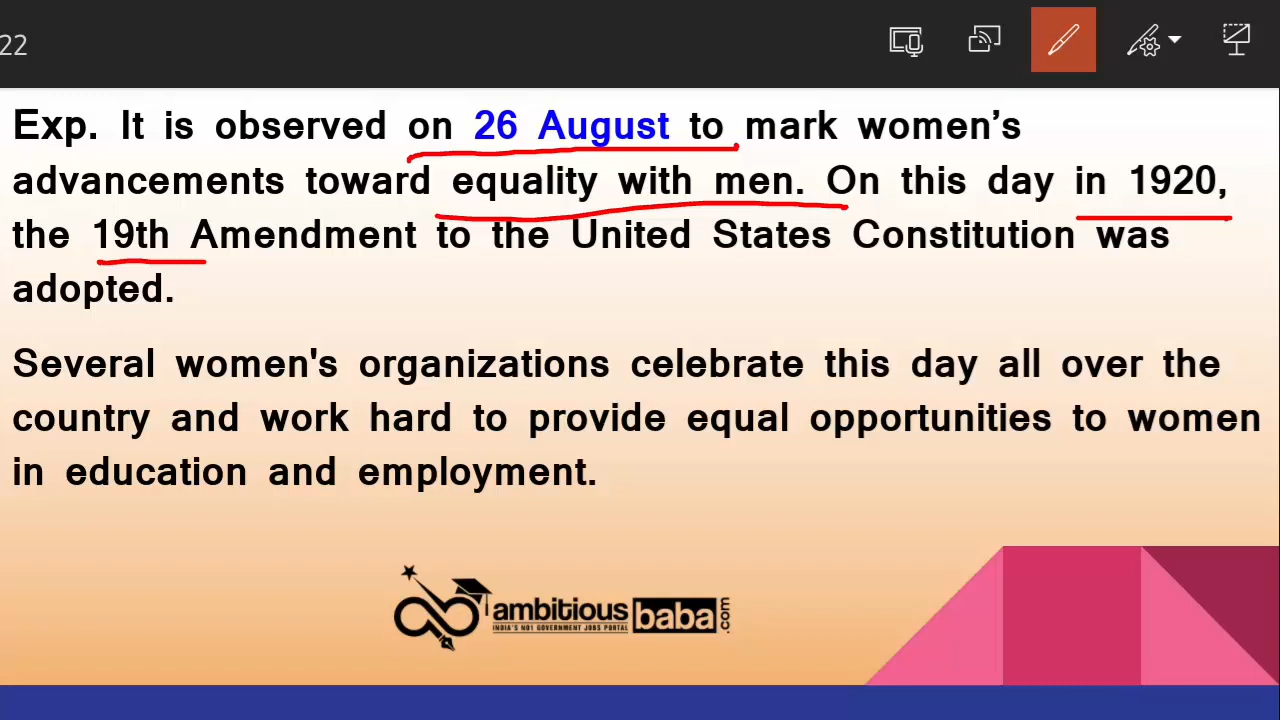 22
Exp. It is observed on 26 August to mark women’s
advancements toward equality with men. On this day in 1920,
the 19th Amendment to the United States Constitution was
adopted.
Several women's organizations celebrate this day all over the
country and work hard to provide equal opportunities to women
in education and employment.
ambitiousbaba.com
INDIA'S NO1 GOVERNMENT JOBS PORTAL